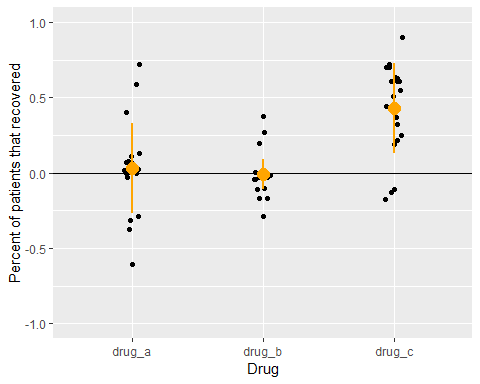 Percent of patients that recovered
1.0
0.5
0.0
-0.5
-1.0
drug_a drug_b drug_c
Drug